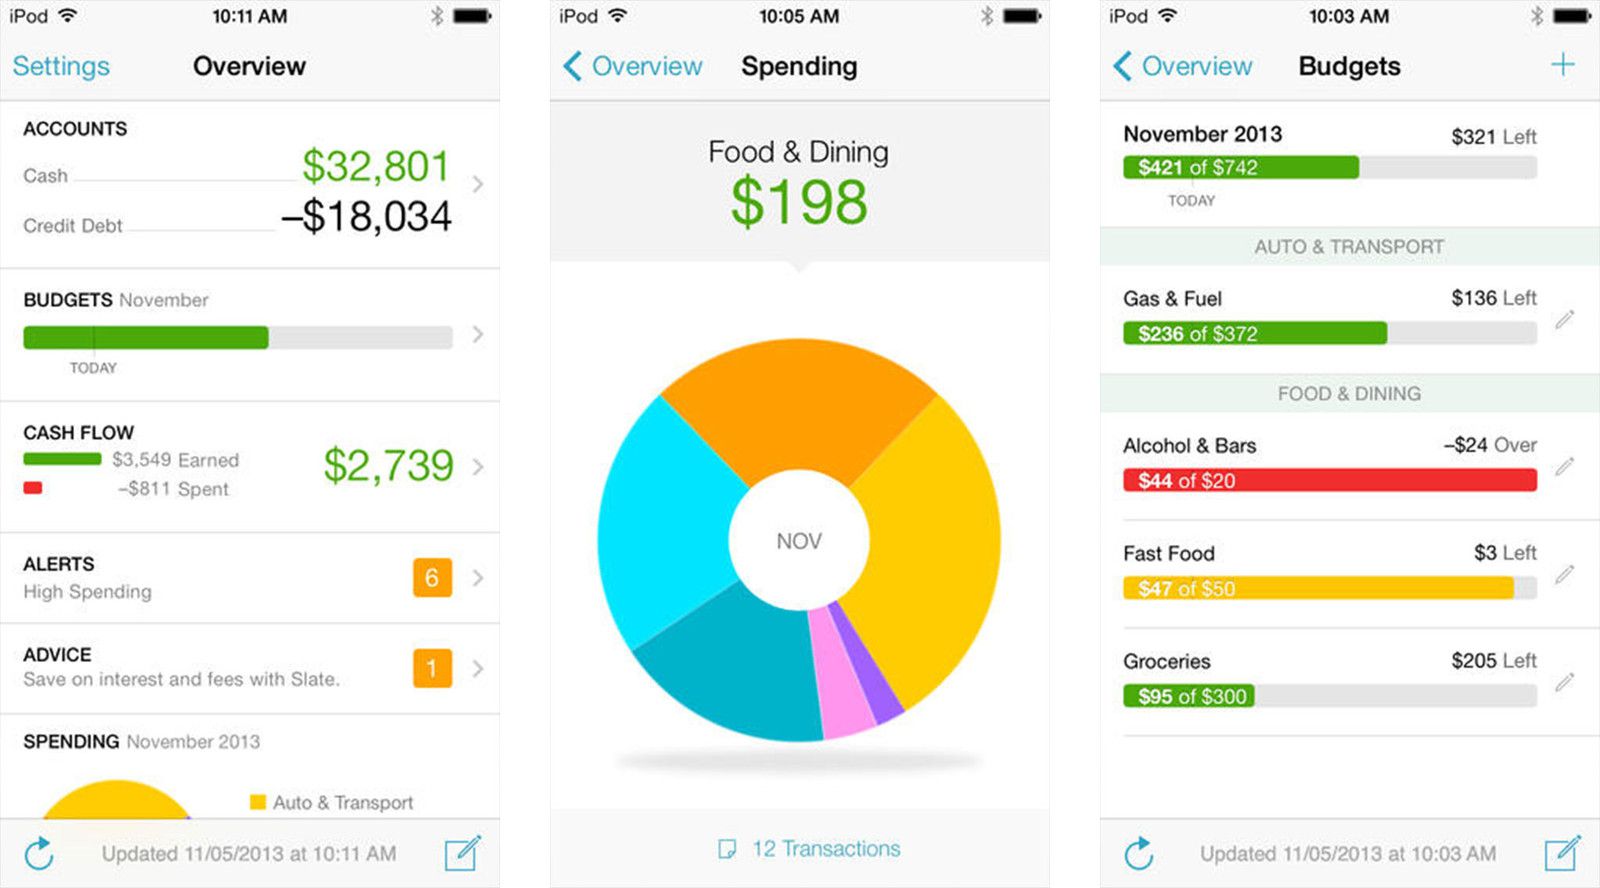 iPod 10:11 AM
Settings Overview
ACCOUNTS
Cash $32,801
Credit Debt –$18,034
BUDGETS November
TODAY
CASH FLOW
$3,549 Earned
$2,739
–$811 Spent
ALERTS
High Spending
6
ADVICE
Save on interest and fees with Slate.
1
SPENDING November 2013
Auto & Transport
Updated 11/05/2013 at 10:11 AM
iPod 10:05 AM
Overview Spending
Food & Dining
$198
NOV
12 Transactions
iPod 10:03 AM
Overview Budgets +
November 2013 $321 Left
$421 of $742
TODAY
AUTO & TRANSPORT
Gas & Fuel $136 Left
$236 of $372
FOOD & DINING
Alcohol & Bars –$24 Over
$44 of $20
Fast Food $3 Left
$47 of $50
Groceries $205 Left
$95 of $300
Updated 11/05/2013 at 10:03 AM